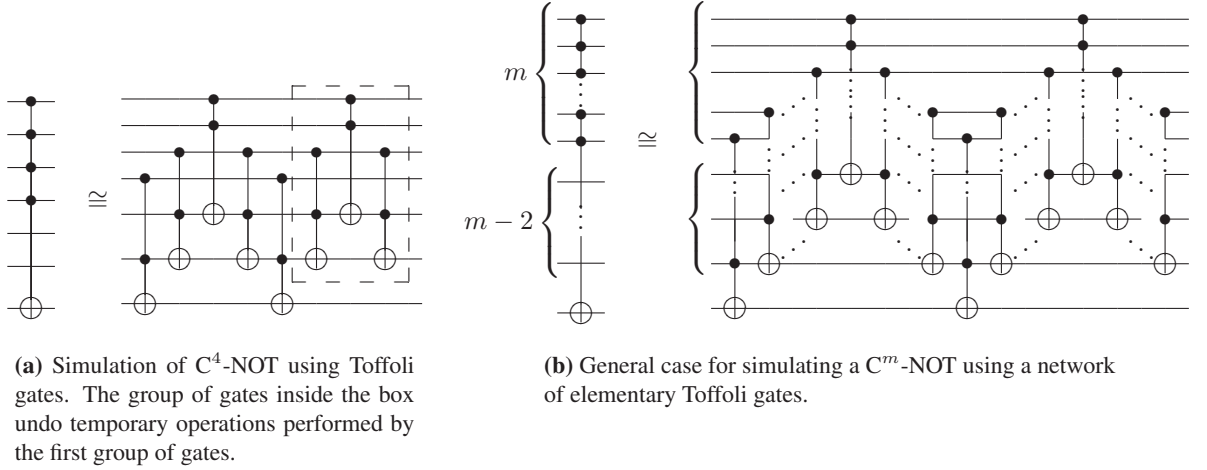 m
m − 2
≅
≅
(a) Simulation of C⁴-NOT using Toffoli
gates. The group of gates inside the box
undo temporary operations performed by
the first group of gates.
(b) General case for simulating a Cᵐ-NOT using a network
of elementary Toffoli gates.